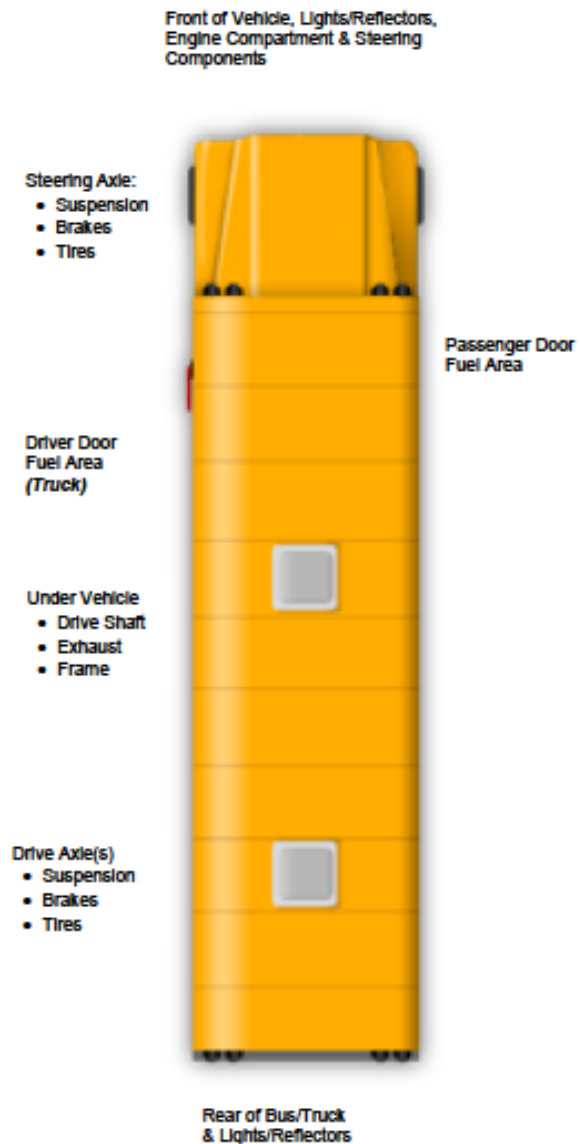 Front of Vehicle, Lights/Reflectors,
Engine Compartment & Steering
Components
Steering Axle:
• Suspension
• Brakes
• Tires
Passenger Door
Fuel Area
Driver Door
Fuel Area
(Truck)
Under Vehicle
• Drive Shaft
• Exhaust
• Frame
Drive Axle(s)
• Suspension
• Brakes
• Tires
Rear of Bus/Truck
& Lights/Reflectors